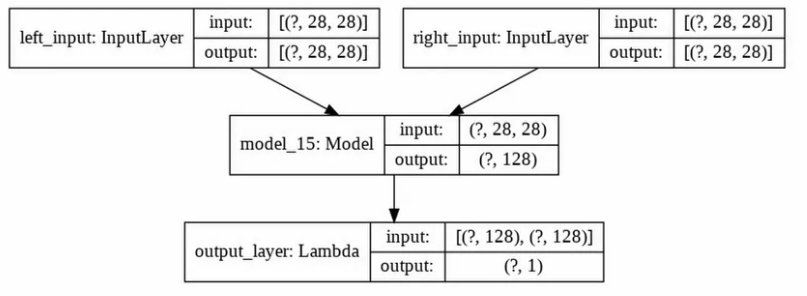 left_input: InputLayer input: [(?, 28, 28)] output: [(?, 28, 28)]
right_input: InputLayer input: [(?, 28, 28)] output: [(?, 28, 28)]
model_15: Model input: (?, 28, 28) output: (?, 128)
output_layer: Lambda input: [(?, 128), (?, 128)] output: (?, 1)